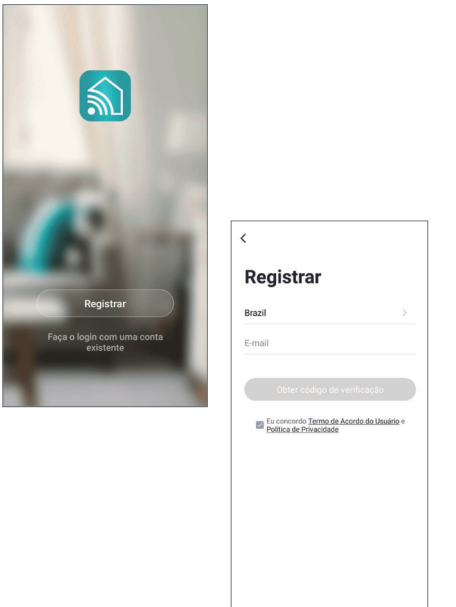 Registrar
Faça o login com uma conta
existente
Registrar
Brazil
E-mail
Obter código de verificação
Eu concordo Termo de Acordo do Usuário e
Política de Privacidade